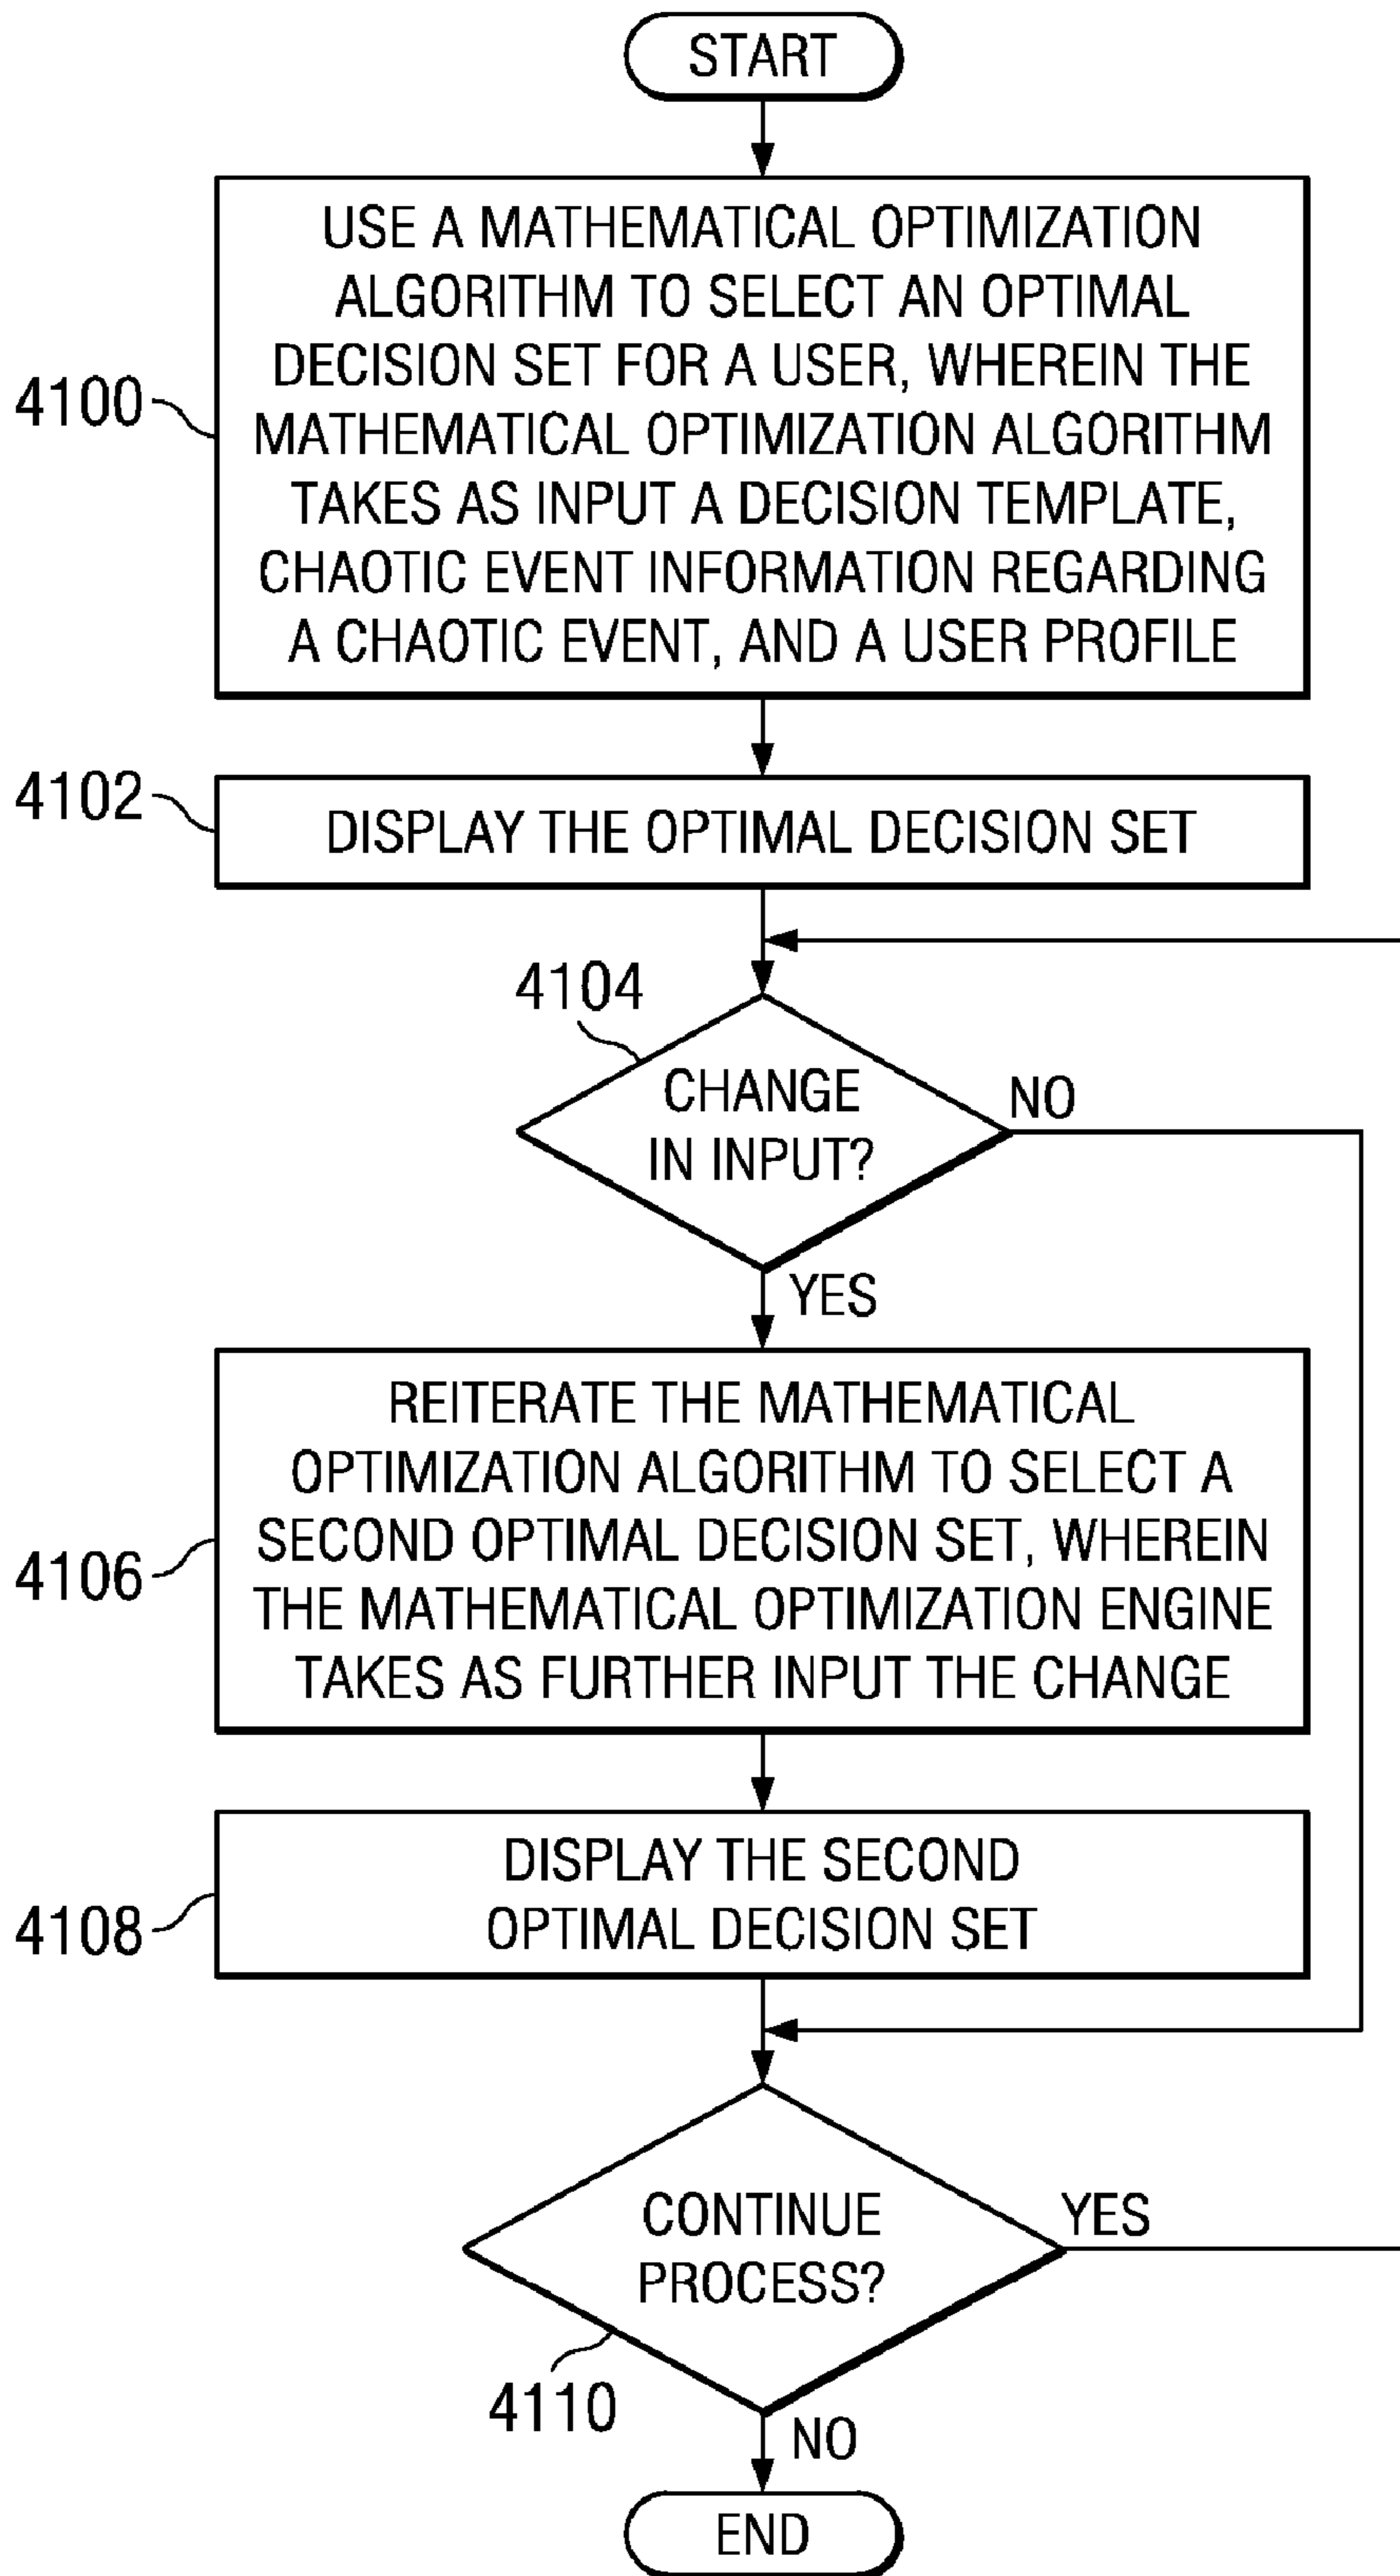 START
4100
USE A MATHEMATICAL OPTIMIZATION
ALGORITHM TO SELECT AN OPTIMAL
DECISION SET FOR A USER, WHEREIN THE
MATHEMATICAL OPTIMIZATION ALGORITHM
TAKES AS INPUT A DECISION TEMPLATE,
CHAOTIC EVENT INFORMATION REGARDING
A CHAOTIC EVENT, AND A USER PROFILE
4102
DISPLAY THE OPTIMAL DECISION SET
4104
CHANGE
IN INPUT?
NO
YES
4106
REITERATE THE MATHEMATICAL
OPTIMIZATION ALGORITHM TO SELECT A
SECOND OPTIMAL DECISION SET, WHEREIN
THE MATHEMATICAL OPTIMIZATION ENGINE
TAKES AS FURTHER INPUT THE CHANGE
4108
DISPLAY THE SECOND
OPTIMAL DECISION SET
CONTINUE
PROCESS?
YES
4110
NO
END